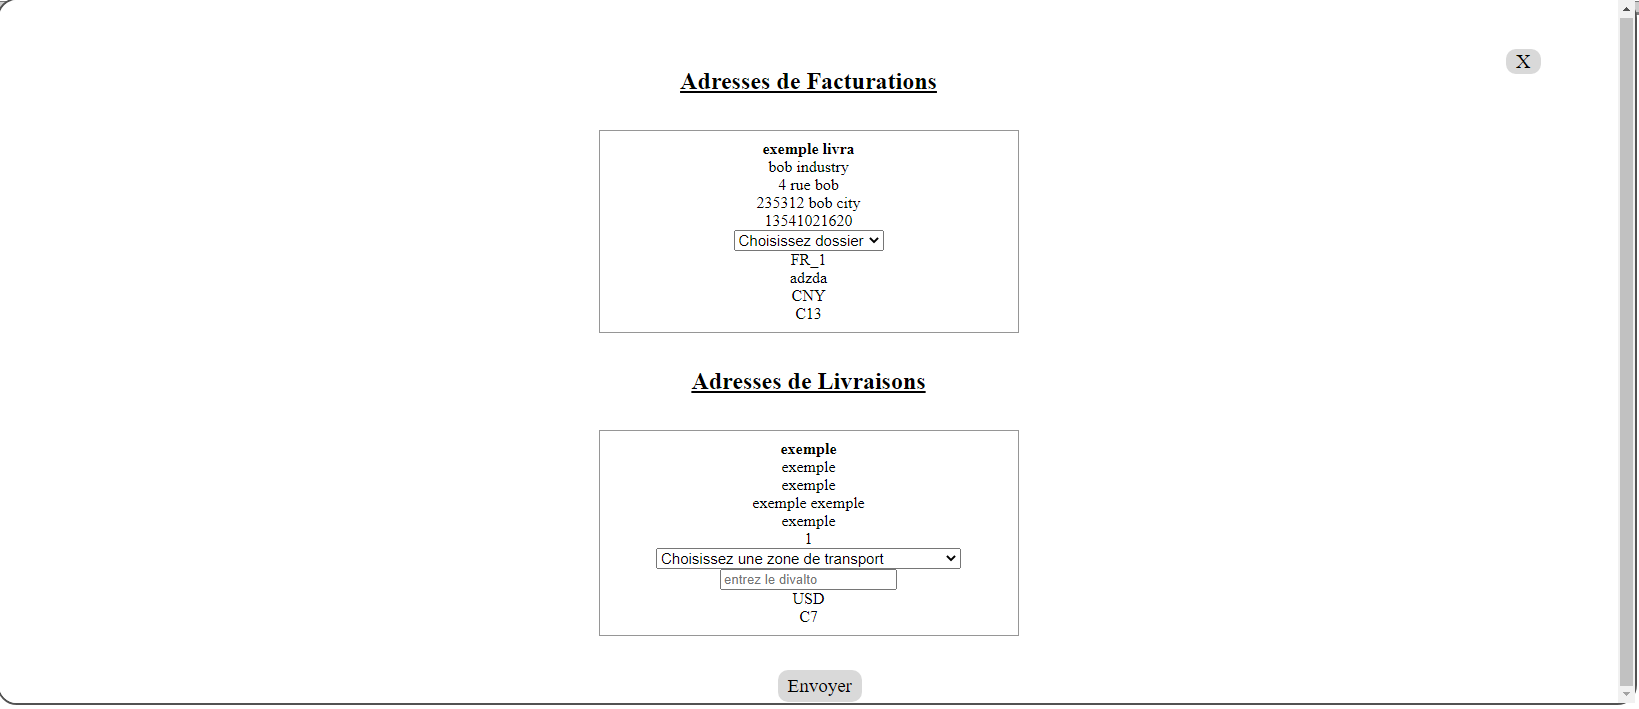 X
Adresses de Facturations
exemple livra
bob industry
4 rue bob
235312 bob city
13541021620
Choisissez dossier
FR_1
adzda
CNY
C13
Adresses de Livraisons
exemple
exemple
exemple
exemple exemple
exemple
1
Choisissez une zone de transport
entrez le divalto
USD
C7
Envoyer